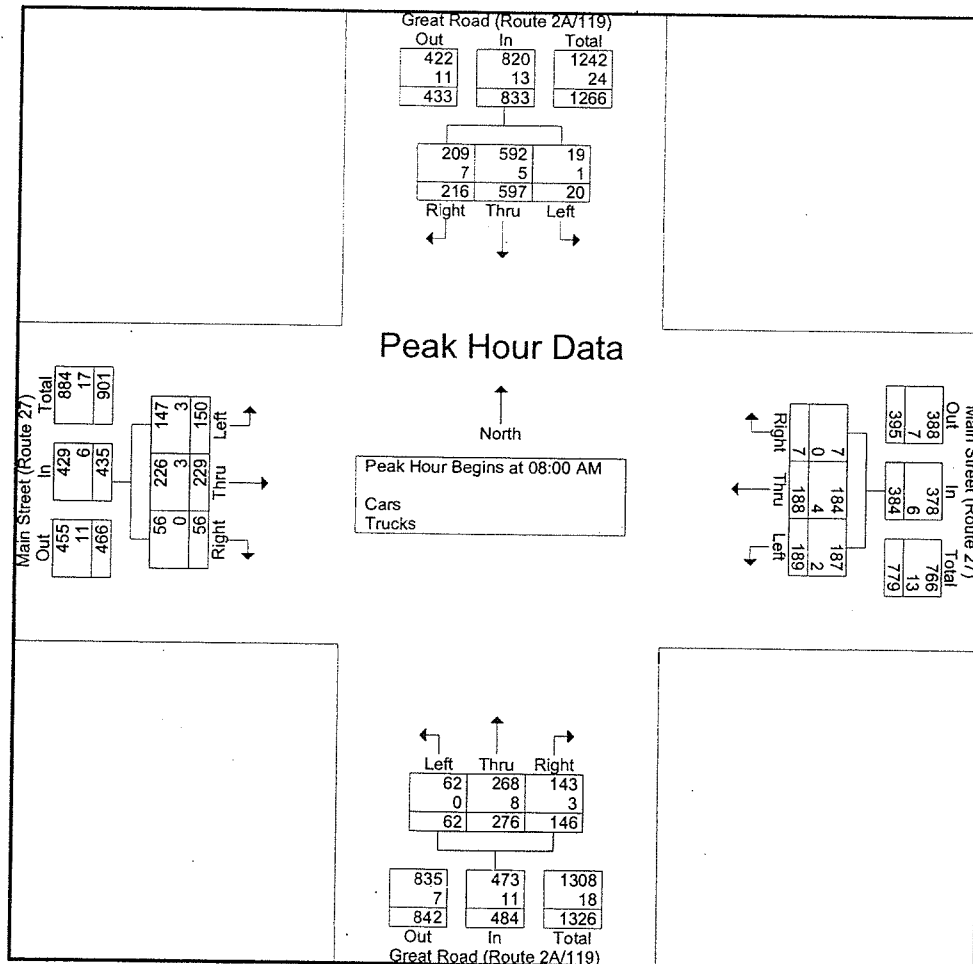 Great Road (Route 2A/119)
Out In Total
422 820 1242
11 13 24
433 833 1266
209 592 19
7 5 1
216 597 20
Right Thru Left
Peak Hour Data
North
Peak Hour Begins at 08:00 AM
Cars
Trucks
Main Street (Route 27)
Out In Total
455 429 884
11 6 17
466 435 901
147 226 56
3 3 0
150 229 56
Left Thru Right
Main Street (Route 27)
Out In Total
388 378 766
7 6 13
395 384 779
7 184 187
0 4 2
7 188 189
Right Thru Left
Left Thru Right
62 268 143
0 8 3
62 276 146
835 473 1308
7 11 18
842 484 1326
Out In Total
Great Road (Route 2A/119)